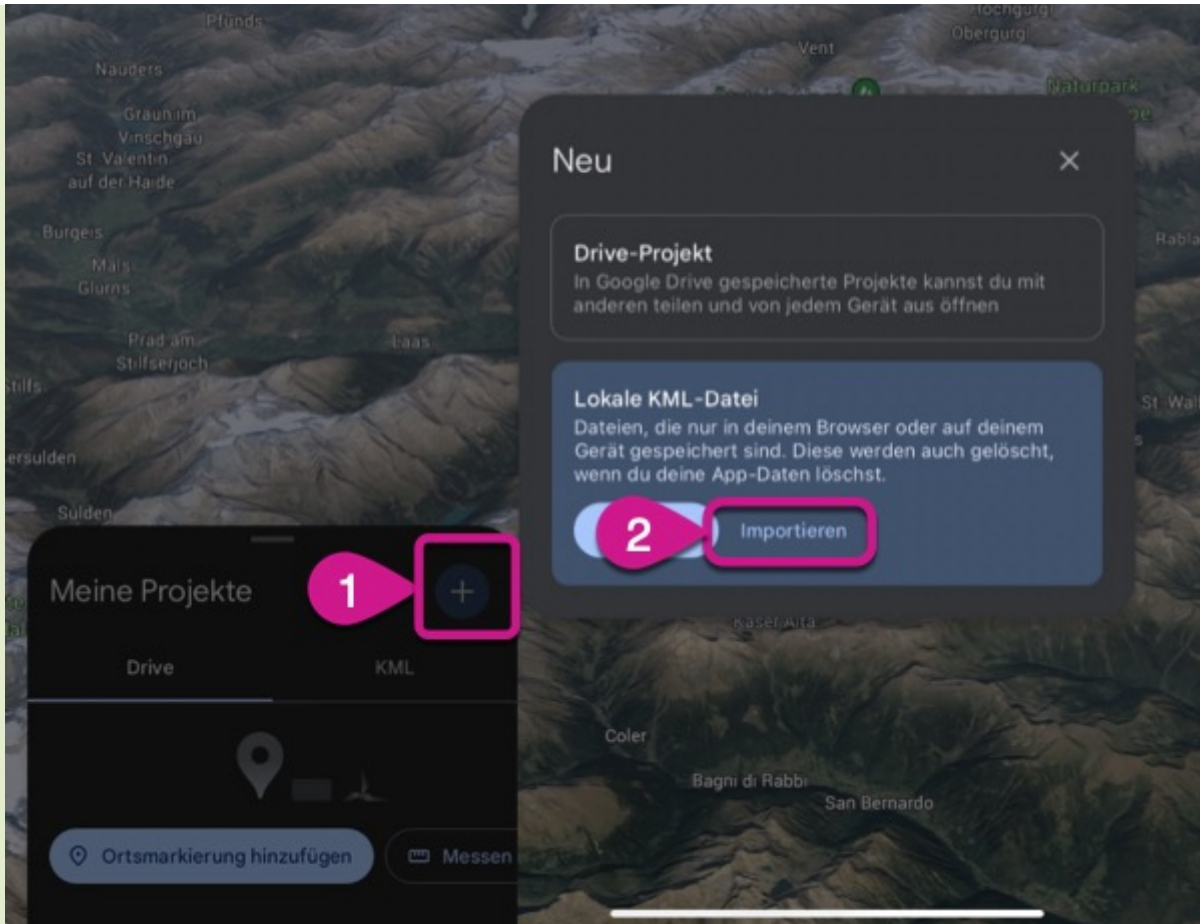 Pfunds
Hochgurgl
Obergurgl
Vent
Nauders
Naturpark
Graun im
Vinschgau
St. Valentin
auf der Haide
Neu
Burgeis
Rabla
Mals
Glurns
Drive-Projekt
In Google Drive gespeicherte Projekte kannst du mit
anderen teilen und von jedem Gerät aus öffnen
Prad am
Stilfserjoch
Laas
Stilfs
Lokale KML-Datei
St. Wal
Dateien, die nur in deinem Browser oder auf deinem
Gerät gespeichert sind. Diese werden auch gelöscht,
wenn du deine App-Daten löschst.
ersulden
Sulden
2
Importieren
Meine Projekte
1
+
Kaser Alta
Drive
KML
Coler
Bagni di Rabbi
San Bernardo
Ortsmarkierung hinzufügen
Messen